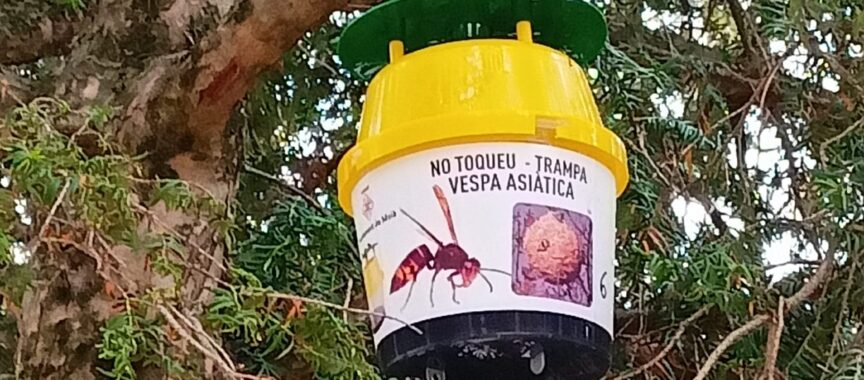 NO TOQUEU - TRAMPA
VESPA ASIÀTICA
6